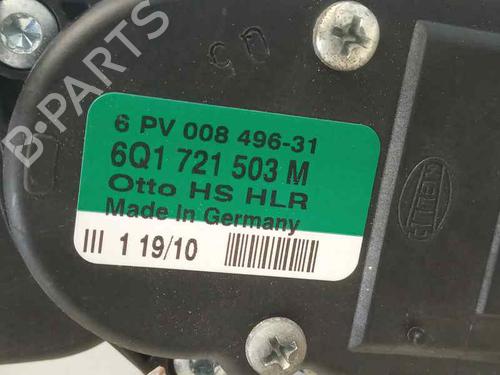 C D
6 PV 008 496-31
6Q1 721 503 M
Otto HS HLR
Made in Germany
III 1 19/10
HELLA
B-PARTS